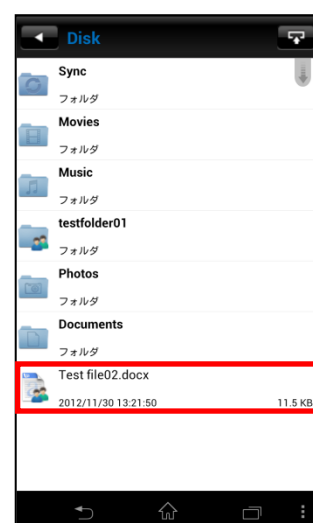 Disk
Sync
フォルダ
Movies
フォルダ
Music
フォルダ
testfolder01
フォルダ
Photos
フォルダ
Documents
フォルダ
Test file02.docx
2012/11/30 13:21:50 11.5 KB